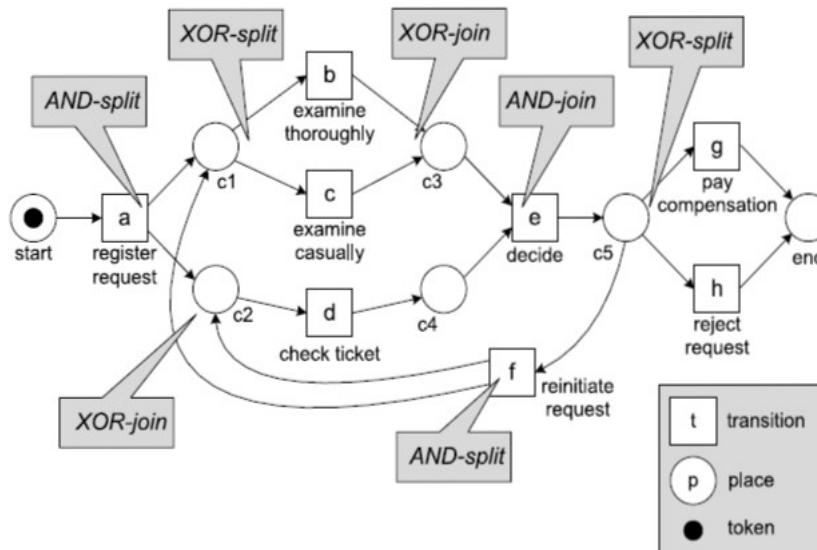 XOR-split
XOR-join
XOR-split
b
AND-split
AND-join
examine
thoroughly
g
c1
c3
pay
compensation
c
a
e
start
examine
casually
register
request
decide
c5
end
h
c2
d
c4
reject
request
check ticket
f
reinitiate
request
XOR-join
AND-split
t
transition
p
place
token